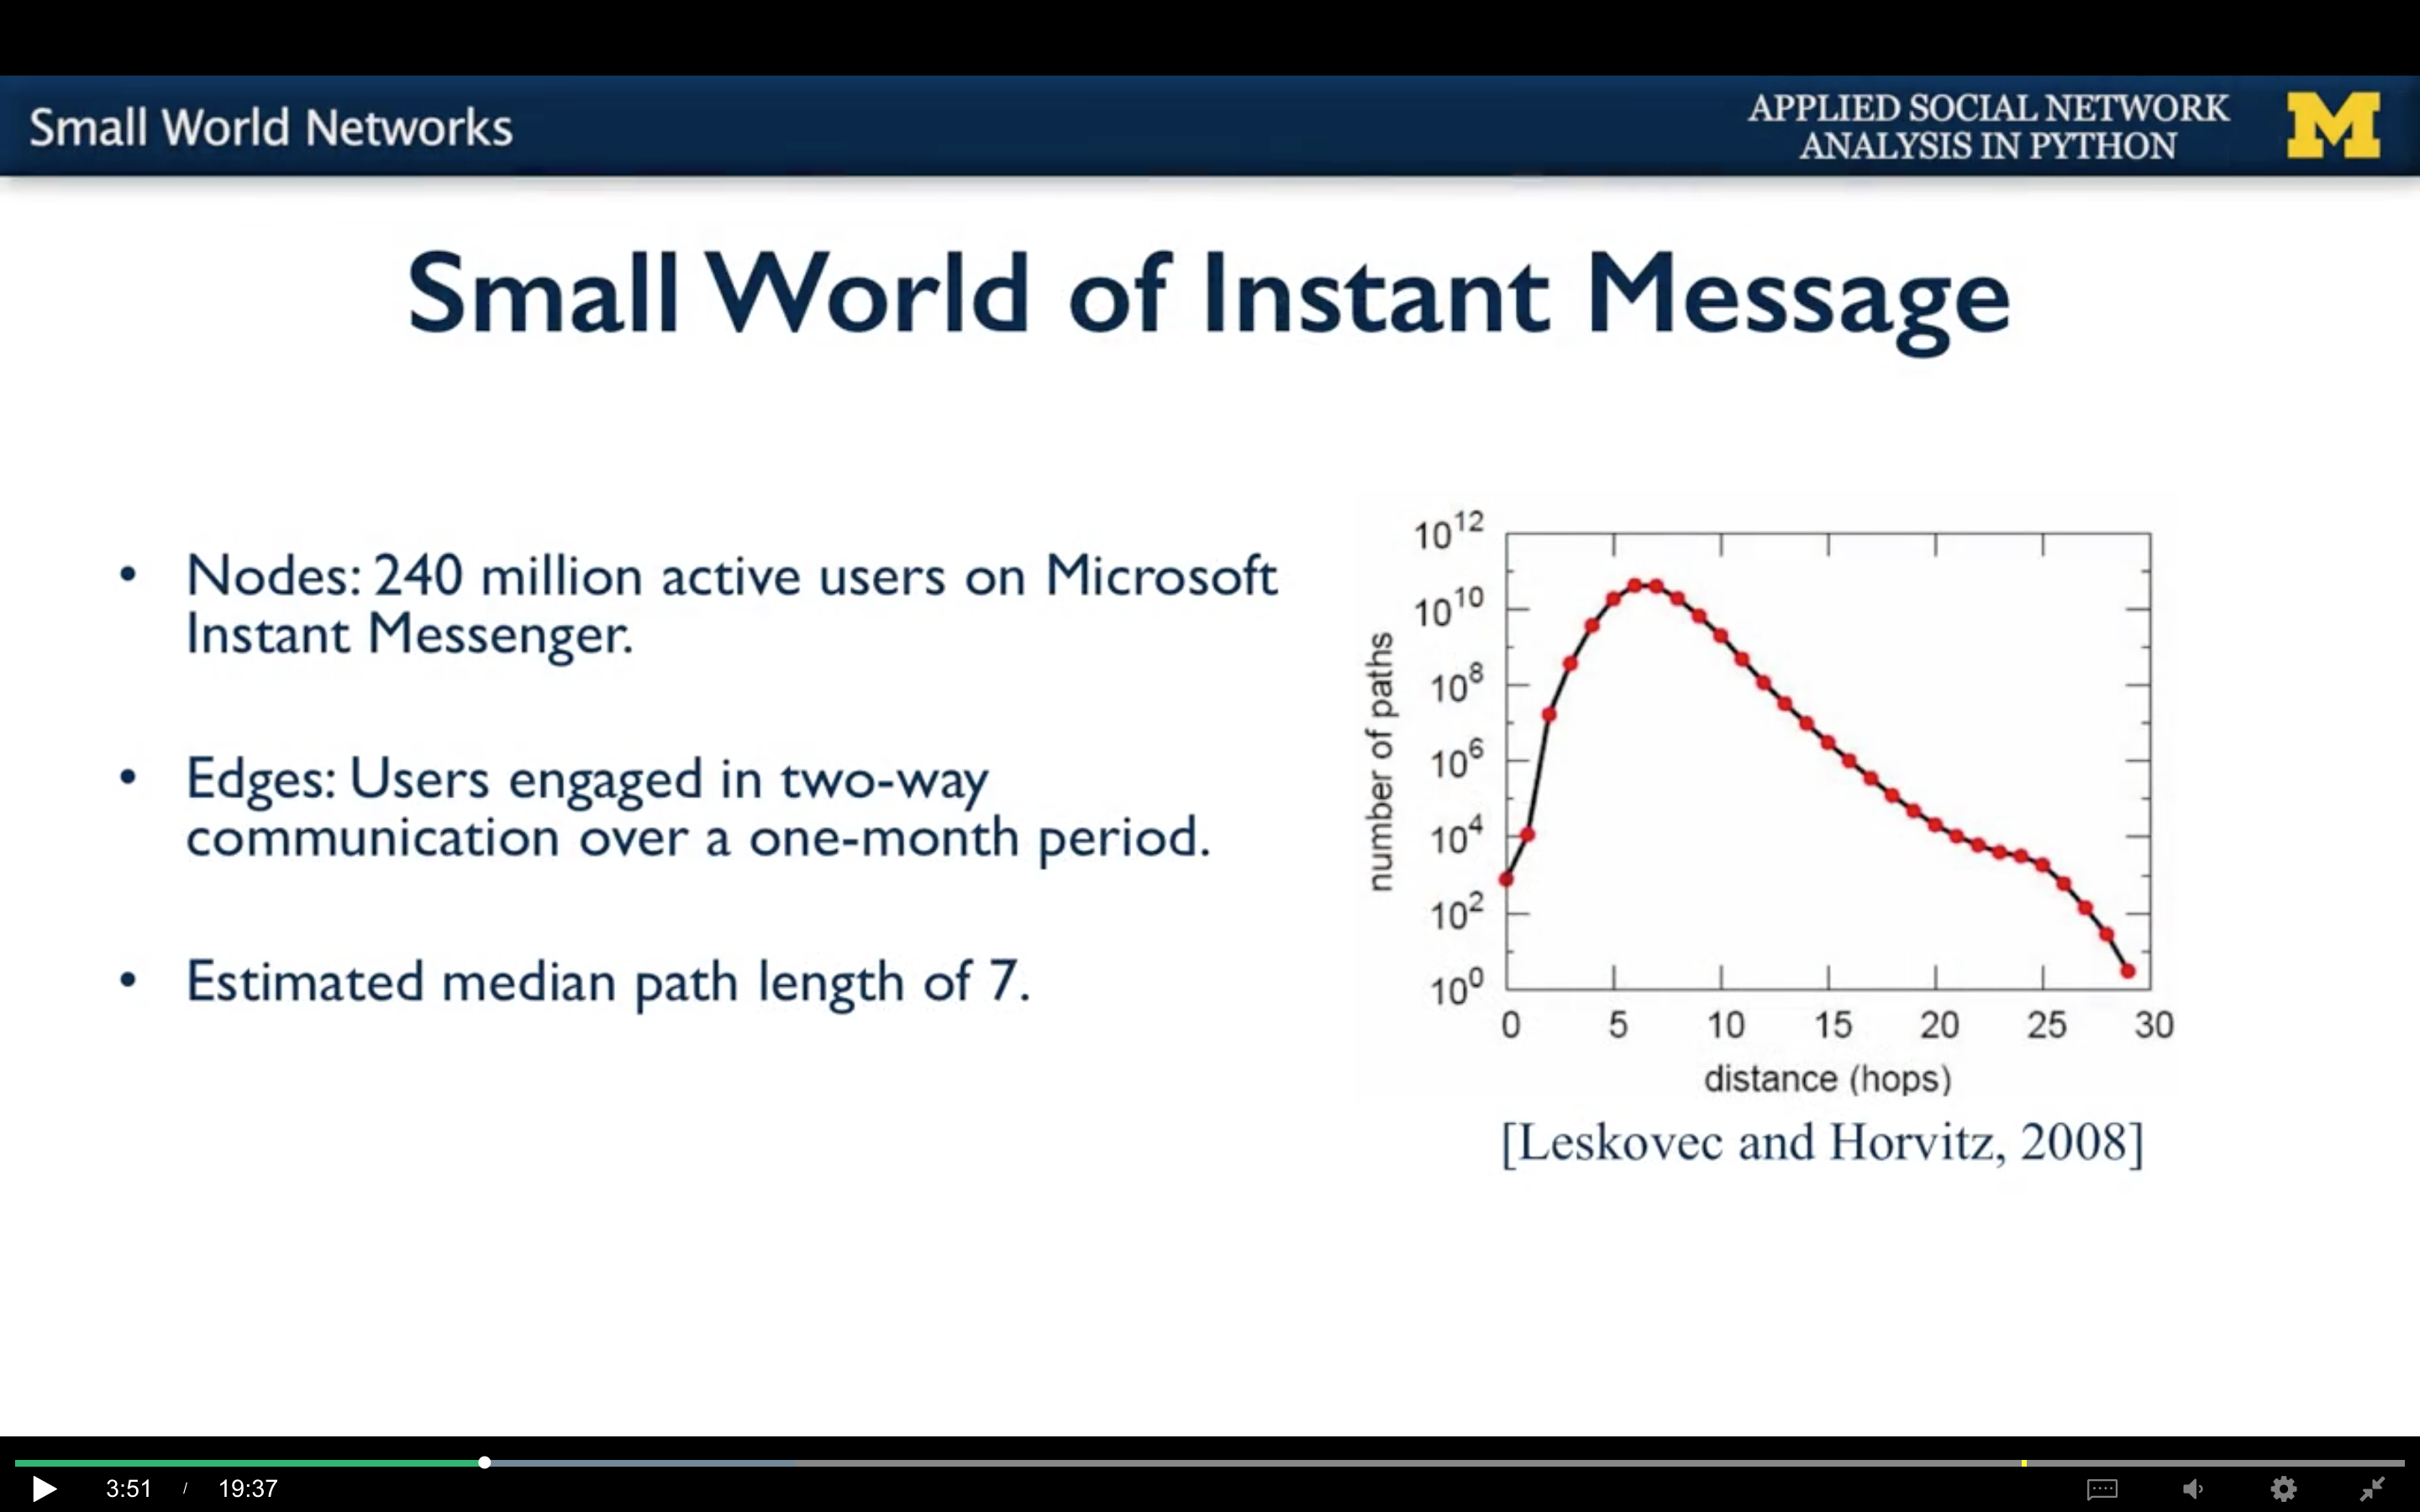 Small World Networks
APPLIED SOCIAL NETWORK
ANALYSIS IN PYTHON
M
Small World of Instant Message
• Nodes: 240 million active users on Microsoft
Instant Messenger.
• Edges: Users engaged in two-way
communication over a one-month period.
• Estimated median path length of 7.
number of paths
10^12
10^10
10^8
10^6
10^4
10^2
10^0
0 5 10 15 20 25 30
distance (hops)
[Leskovec and Horvitz, 2008]
3:51 / 19:37